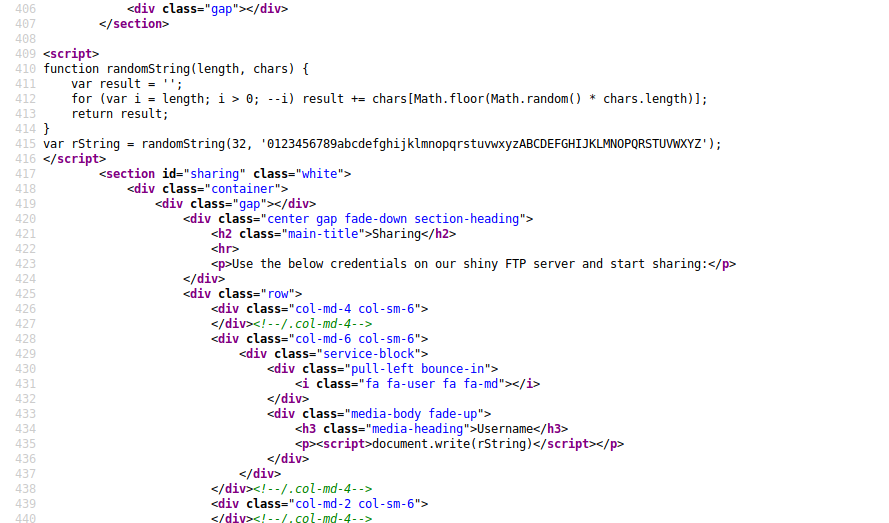 406             <div class="gap"></div>
407         </section>
408
409 <script>
410 function randomString(length, chars) {
411     var result = '';
412     for (var i = length; i > 0; --i) result += chars[Math.floor(Math.random() * chars.length)];
413     return result;
414 }
415 var rString = randomString(32, '0123456789abcdefghijklmnopqrstuvwxyzABCDEFGHIJKLMNOPQRSTUVWXYZ');
416 </script>
417         <section id="sharing" class="white">
418             <div class="container">
419                 <div class="gap"></div>
420                     <div class="center gap fade-down section-heading">
421                         <h2 class="main-title">Sharing</h2>
422                         <hr>
423                         <p>Use the below credentials on our shiny FTP server and start sharing:</p>
424                     </div>
425                     <div class="row">
426                         <div class="col-md-4 col-sm-6">
427                         </div><!--/.col-md-4-->
428                         <div class="col-md-6 col-sm-6">
429                             <div class="service-block">
430                                 <div class="pull-left bounce-in">
431                                     <i class="fa fa-user fa fa-md"></i>
432                                 </div>
433                                 <div class="media-body fade-up">
434                                     <h3 class="media-heading">Username</h3>
435                                     <p><script>document.write(rString)</script></p>
436                                 </div>
437                             </div>
438                         </div><!--/.col-md-4-->
439                         <div class="col-md-2 col-sm-6">
440                         </div><!--/.col-md-4-->